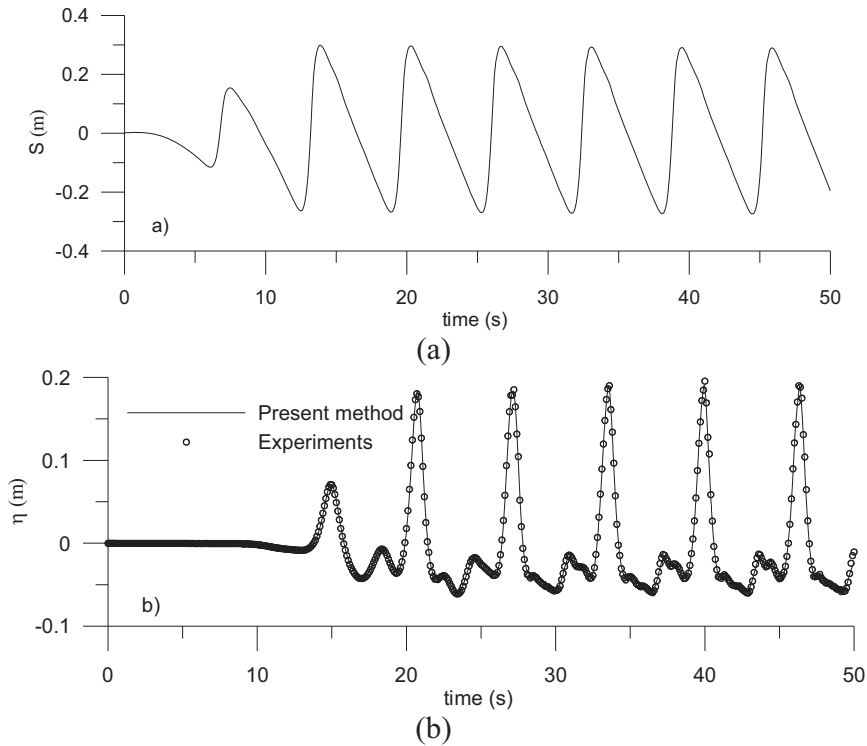 0.4
0.2
0
-0.2
-0.4
S (m)
a)
0 10 20 30 40 50
time (s)
(a)
0.2
0.1
0
-0.1
η (m)
Present method
Experiments
b)
0 10 20 30 40 50
time (s)
(b)